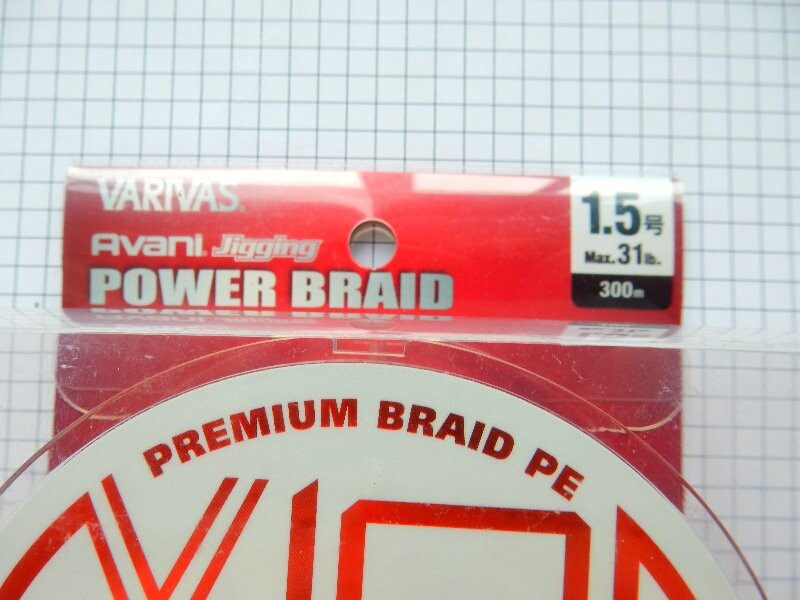 VARIVAS
Avani Jigging
POWER BRAID
1.5号
Max.31lb.
300m
PREMIUM BRAID PE